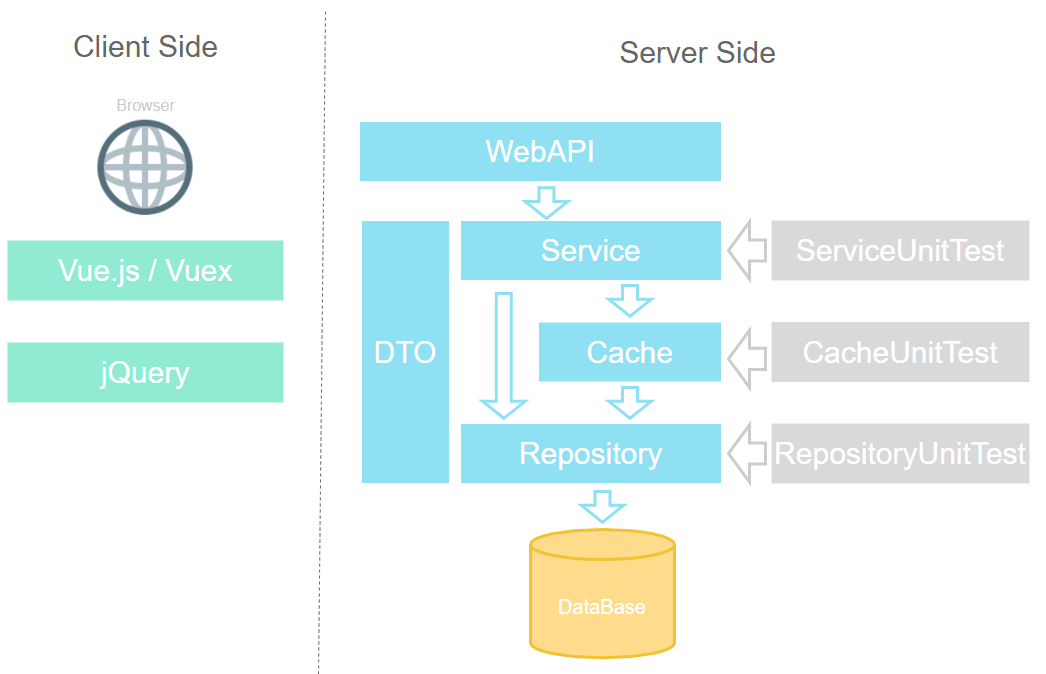 Client Side
Browser
Vue.js / Vuex
jQuery
Server Side
WebAPI
DTO
Service
Cache
Repository
DataBase
ServiceUnitTest
CacheUnitTest
RepositoryUnitTest